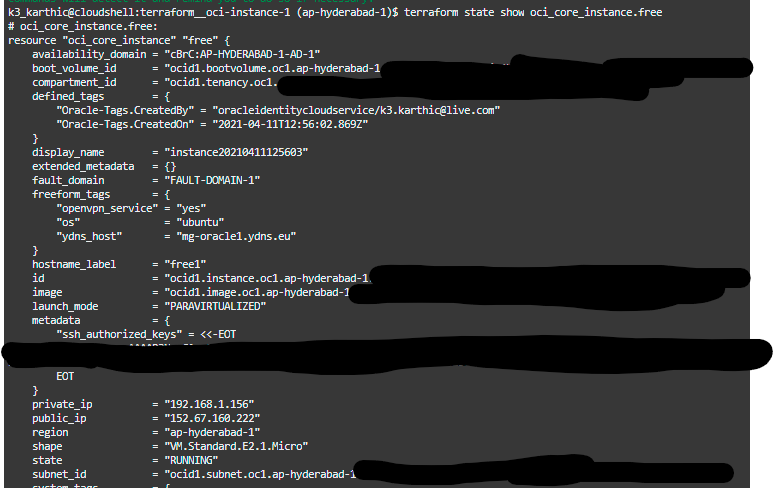 k3_karthic@cloudshell:terraform__oci-instance-1 (ap-hyderabad-1)$ terraform state show oci_core_instance.free
# oci_core_instance.free:
resource "oci_core_instance" "free" {
    availability_domain = "cBrC:AP-HYDERABAD-1-AD-1"
    boot_volume_id      = "ocid1.bootvolume.oc1.ap-hyderabad-1
    compartment_id      = "ocid1.tenancy.oc1.
    defined_tags        = {
        "Oracle-Tags.CreatedBy" = "oracleidentitycloudservice/k3.karthic@live.com"
        "Oracle-Tags.CreatedOn" = "2021-04-11T12:56:02.869Z"
    }
    display_name        = "instance20210411125603"
    extended_metadata   = {}
    fault_domain        = "FAULT-DOMAIN-1"
    freeform_tags       = {
        "openvpn_service" = "yes"
        "os"              = "ubuntu"
        "ydns_host"       = "mg-oracle1.ydns.eu"
    }
    hostname_label      = "free1"
    id                  = "ocid1.instance.oc1.ap-hyderabad-1
    image               = "ocid1.image.oc1.ap-hyderabad-1
    launch_mode         = "PARAVIRTUALIZED"
    metadata            = {
        "ssh_authorized_keys" = <<-EOT
        EOT
    }
    private_ip          = "192.168.1.156"
    public_ip           = "152.67.160.222"
    region              = "ap-hyderabad-1"
    shape               = "VM.Standard.E2.1.Micro"
    state               = "RUNNING"
    subnet_id           = "ocid1.subnet.oc1.ap-hyderabad-1
    system_tags         = {